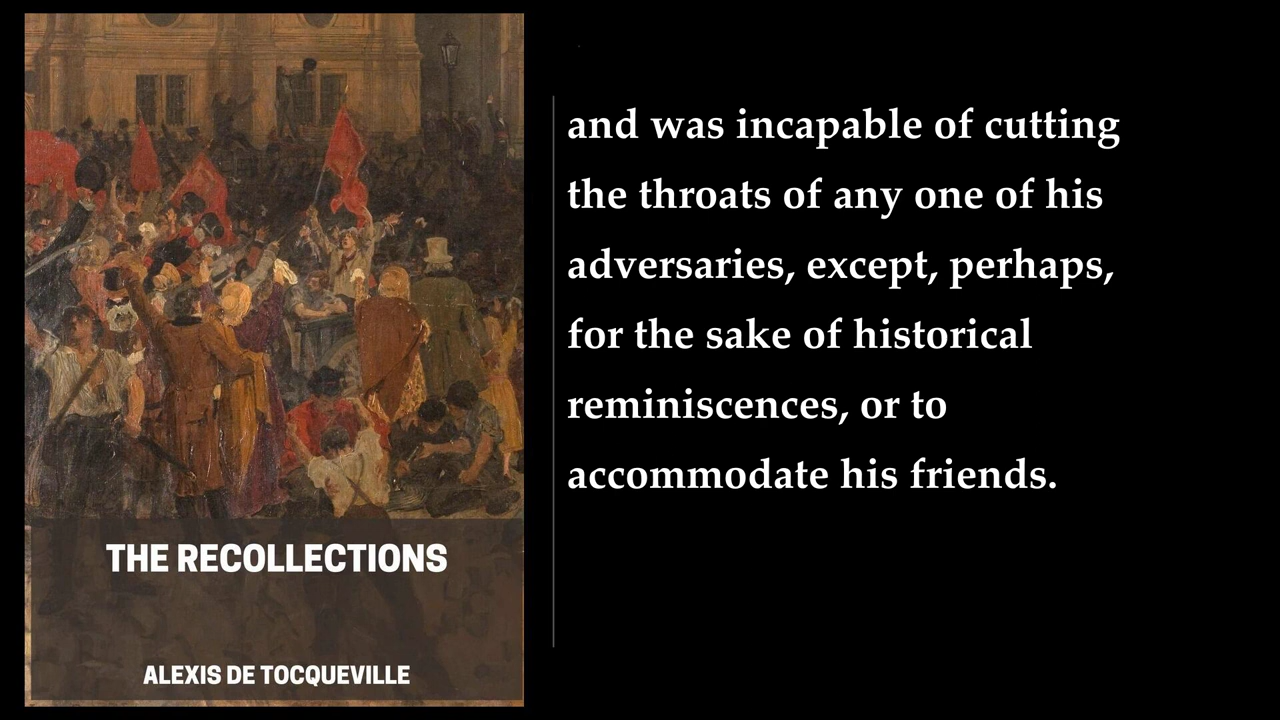 and was incapable of cutting
the throats of any one of his
adversaries, except, perhaps,
for the sake of historical
reminiscences, or to
accommodate his friends.
THE RECOLLECTIONS
ALEXIS DE TOCQUEVILLE